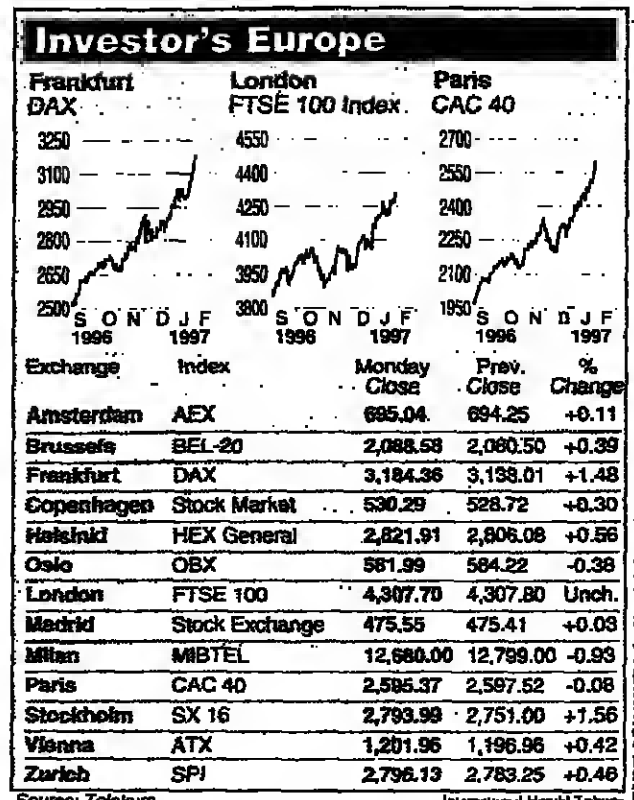 Investor's Europe
Frankfurt London Paris
DAX FTSE 100 Index CAC 40
3250 4550 2700
3100 4400 2550
2950 4250 2400
2800 4100 2250
2650 3950 2100
2500 3800 1950
S O N D J F S O N D J F S O N D J F
1996 1997 1996 1997 1996 1997
Exchange Index Monday Prev. %
Close Close Change
Amsterdam AEX 695.04 694.25 +0.11
Brussels BEL-20 2,088.58 2,080.50 +0.39
Frankfurt DAX 3,184.36 3,138.01 +1.48
Copenhagen Stock Market 530.29 528.72 +0.30
Helsinki HEX General 2,821.91 2,806.08 +0.56
Oslo OBX 581.99 584.22 -0.38
London FTSE 100 4,307.70 4,307.80 Unch.
Madrid Stock Exchange 475.55 475.41 +0.03
Milan MIBTEL 12,680.00 12,799.00 -0.93
Paris CAC 40 2,595.37 2,597.52 -0.08
Stockholm SX 16 2,793.99 2,751.00 +1.56
Vienna ATX 1,201.96 1,196.96 +0.42
Zurich SPI 2,796.13 2,783.25 +0.46
Source: